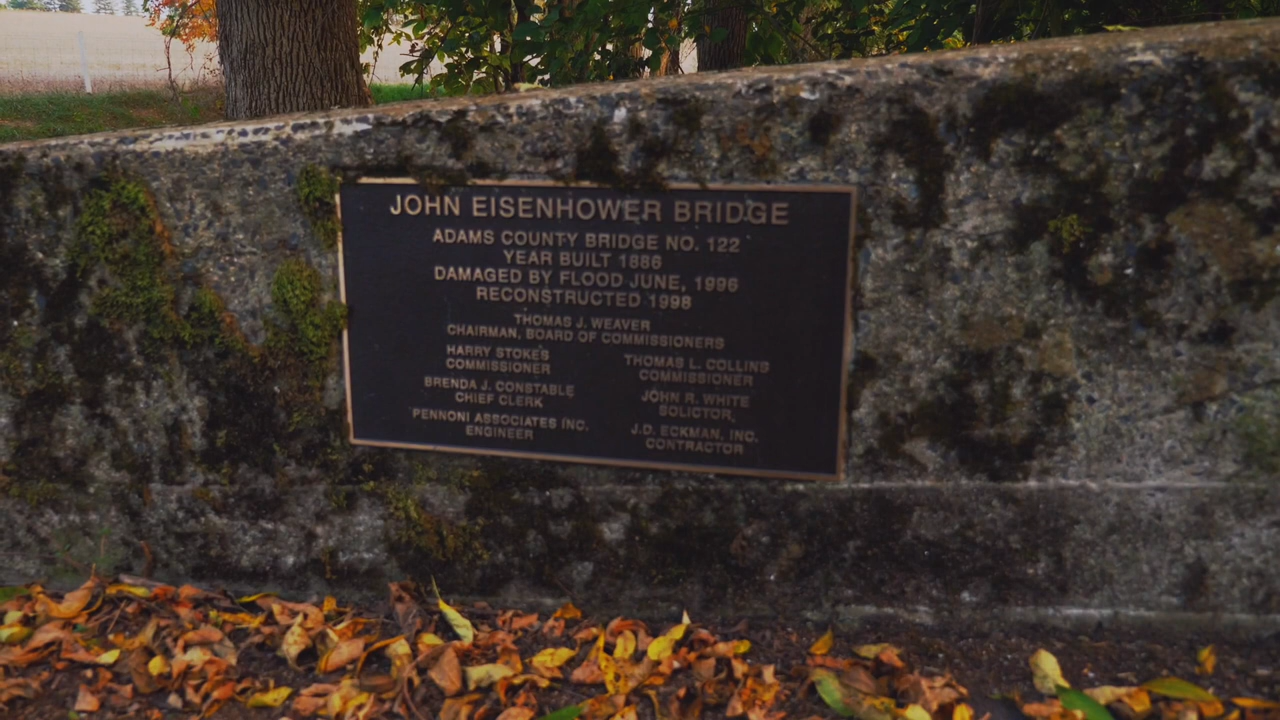 JOHN EISENHOWER BRIDGE
ADAMS COUNTY BRIDGE NO. 122
YEAR BUILT 1886
DAMAGED BY FLOOD JUNE, 1996
RECONSTRUCTED 1998
THOMAS J. WEAVER
CHAIRMAN, BOARD OF COMMISSIONERS
HARRY STOKES
COMMISSIONER
THOMAS L. COLLINS
COMMISSIONER
BRENDA J. CONSTABLE
CHIEF CLERK
JOHN R. WHITE
SOLICTOR,
PENNONI ASSOCIATES INC.
ENGINEER
J.D. ECKMAN, INC.
CONTRACTOR